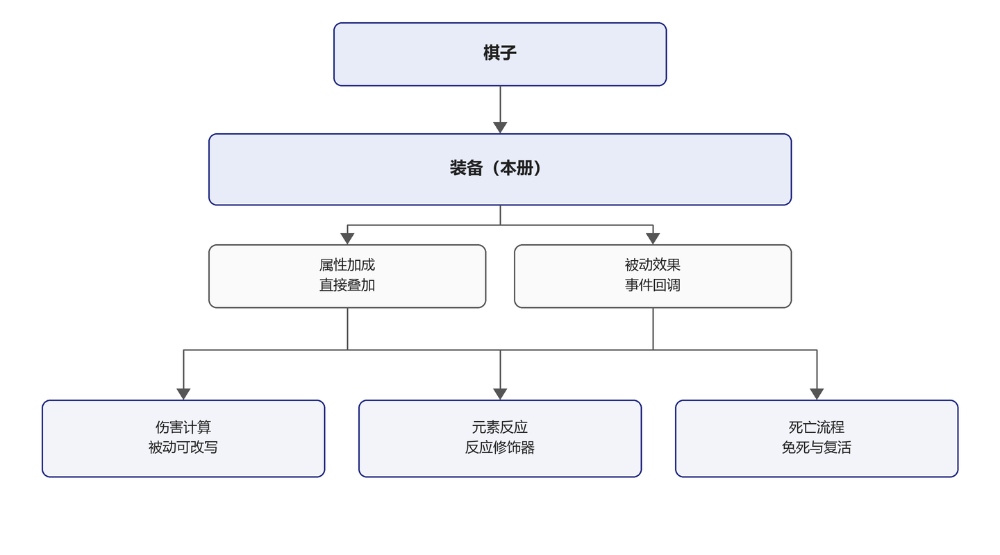 棋子
装备（本册）
属性加成
直接叠加
被动效果
事件回调
伤害计算
被动可改写
元素反应
反应修饰器
死亡流程
免死与复活